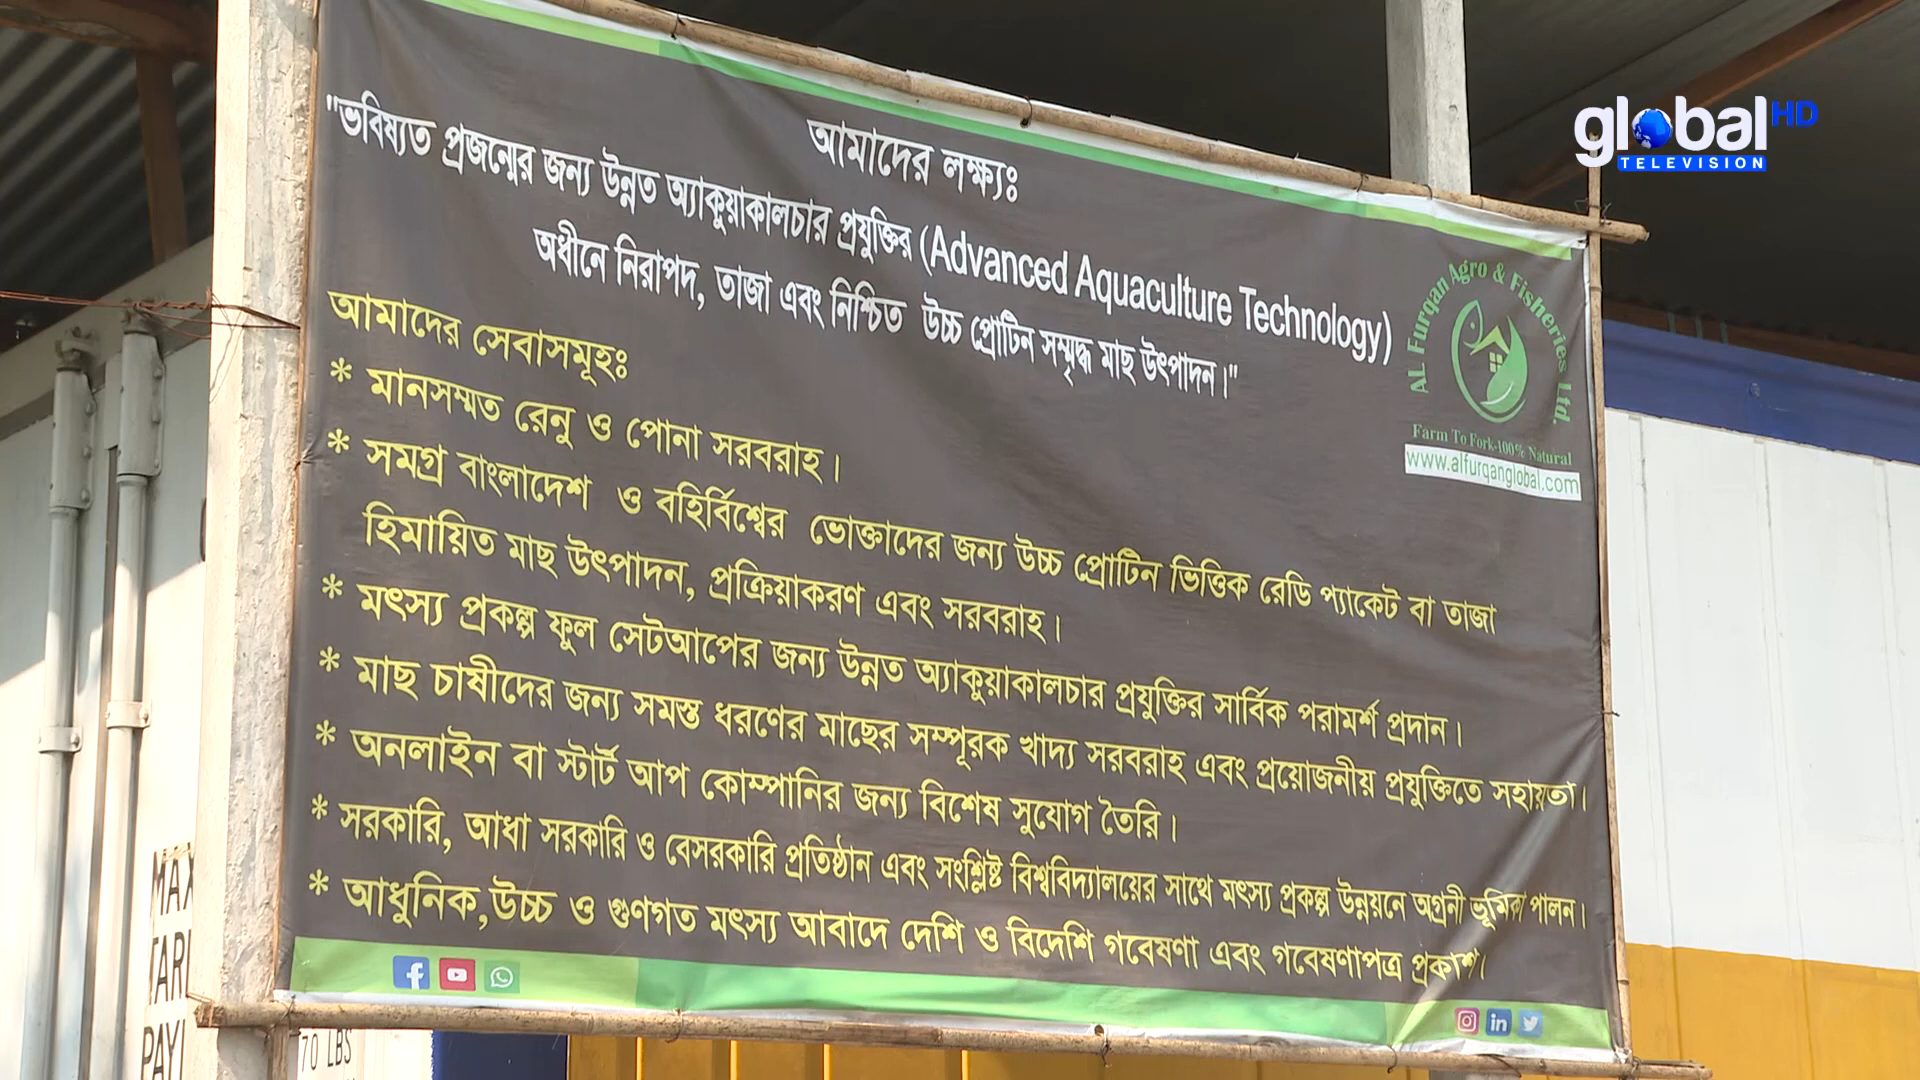 global HD
TELEVISION
আমাদের লক্ষ্যঃ
"ভবিষ্যত প্রজন্মের জন্য উন্নত অ্যাকুয়াকালচার প্রযুক্তির (Advanced Aquaculture Technology)
অধীনে নিরাপদ, তাজা এবং নিশ্চিত উচ্চ প্রোটিন সম্মৃদ্ধ মাছ উৎপাদন।"
AL Furqan Agro & Fisheries Ltd.
Farm To Fork-100% Natural
www.alfurqanglobal.com
আমাদের সেবাসমূহঃ
* মানসম্মত রেনু ও পোনা সরবরাহ।
* সমগ্র বাংলাদেশ ও বহির্বিশ্বের ভোক্তাদের জন্য উচ্চ প্রোটিন ভিত্তিক রেডি প্যাকেট বা তাজা
হিমায়িত মাছ উৎপাদন, প্রক্রিয়াকরণ এবং সরবরাহ।
* মৎস্য প্রকল্প ফুল সেটআপের জন্য উন্নত অ্যাকুয়াকালচার প্রযুক্তির সার্বিক পরামর্শ প্রদান।
* মাছ চাষীদের জন্য সমস্ত ধরণের মাছের সম্পূরক খাদ্য সরবরাহ এবং প্রয়োজনীয় প্রযুক্তিতে সহায়তা।
* অনলাইন বা স্টার্ট আপ কোম্পানির জন্য বিশেষ সুযোগ তৈরি।
* সরকারি, আধা সরকারি ও বেসরকারি প্রতিষ্ঠান এবং সংশ্লিষ্ট বিশ্ববিদ্যালয়ের সাথে মৎস্য প্রকল্প উন্নয়নে অগ্রনী ভূমিকা পালন।
* আধুনিক,উচ্চ ও গুণগত মৎস্য আবাদে দেশি ও বিদেশি গবেষণা এবং গবেষণাপত্র প্রকাশ।
MAX
TAR
PAYL
70 LBS